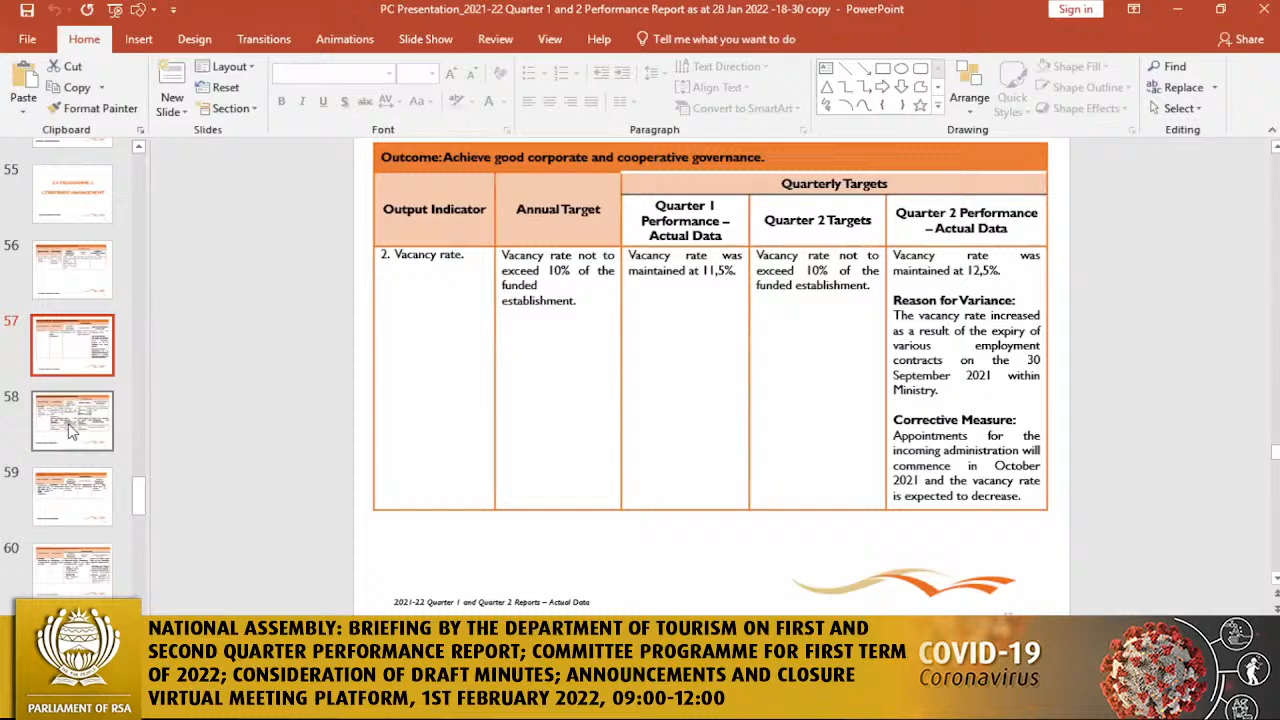 PC Presentation_2021-22 Quarter 1 and 2 Performance Report as at 28 Jan 2022 -18-30 copy - PowerPoint
Sign in
File Home Insert Design Transitions Animations Slide Show Review View Help Tell me what you want to do Share
Paste
Cut
Copy
Format Painter
Clipboard
New
Slide
Layout
Reset
Section
Slides
B I U S abc AV Aa A
Font
Text Direction
Align Text
Convert to SmartArt
Paragraph
Arrange
Quick
Styles
Shape Fill
Shape Outline
Shape Effects
Drawing
Find
Replace
Select
Editing
55
56
57
58
59
60
Outcome: Achieve good corporate and cooperative governance.
Output Indicator
Annual Target
Quarterly Targets
Quarter 1
Performance –
Actual Data
Quarter 2 Targets
Quarter 2 Performance
– Actual Data
2. Vacancy rate.
Vacancy rate not to
exceed 10% of the
funded
establishment.
Vacancy rate was
maintained at 11,5%.
Vacancy rate not to
exceed 10% of the
funded establishment.
Vacancy rate was
maintained at 12,5%.
Reason for Variance:
The vacancy rate increased
as a result of the expiry of
various employment
contracts on the 30
September 2021 within
Ministry.
Corrective Measure:
Appointments for the
incoming administration will
commence in October
2021 and the vacancy rate
is expected to decrease.
2021-22 Quarter 1 and Quarter 2 Reports – Actual Data
PARLIAMENT OF RSA
NATIONAL ASSEMBLY: BRIEFING BY THE DEPARTMENT OF TOURISM ON FIRST AND
SECOND QUARTER PERFORMANCE REPORT; COMMITTEE PROGRAMME FOR FIRST TERM
OF 2022; CONSIDERATION OF DRAFT MINUTES; ANNOUNCEMENTS AND CLOSURE
VIRTUAL MEETING PLATFORM, 1ST FEBRUARY 2022, 09:00-12:00
COVID-19
Coronavirus